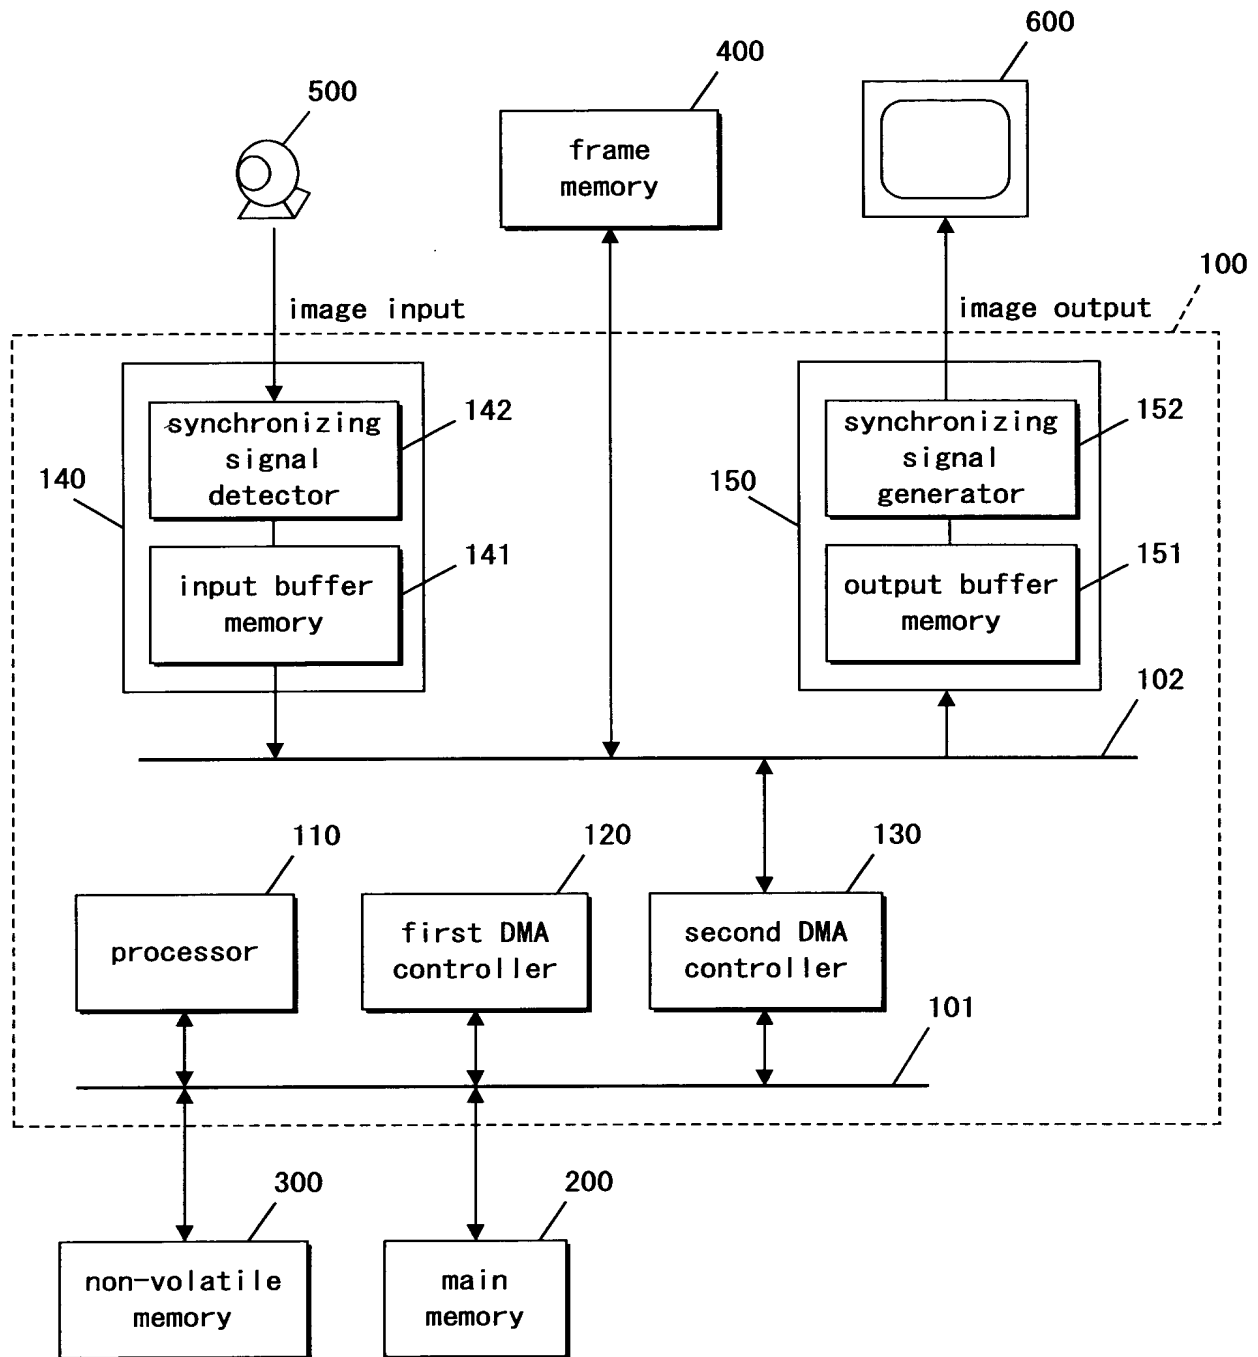 600
400
500
frame
memory
100
image input
image output
synchronizing
signal
detector
142
140
synchronizing
signal
generator
152
150
input buffer
memory
141
output buffer
memory
151
102
110
120
130
processor
first DMA
controller
second DMA
controller
101
300
200
non-volatile
memory
main
memory